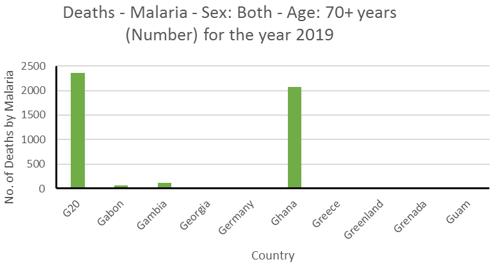 Deaths - Malaria - Sex: Both - Age: 70+ years
(Number) for the year 2019
No. of Deaths by Malaria
2500
2000
1500
1000
500
0
G20
Gabon
Gambia
Georgia
Germany
Ghana
Greece
Greenland
Grenada
Guam
Country